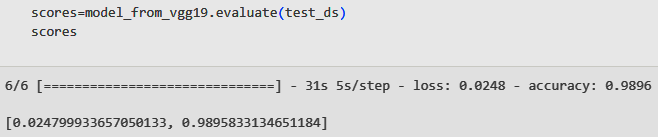 scores=model_from_vgg19.evaluate(test_ds)
scores
6/6 [==============================] - 31s 5s/step - loss: 0.0248 - accuracy: 0.9896
[0.024799933657050133, 0.9895833134651184]